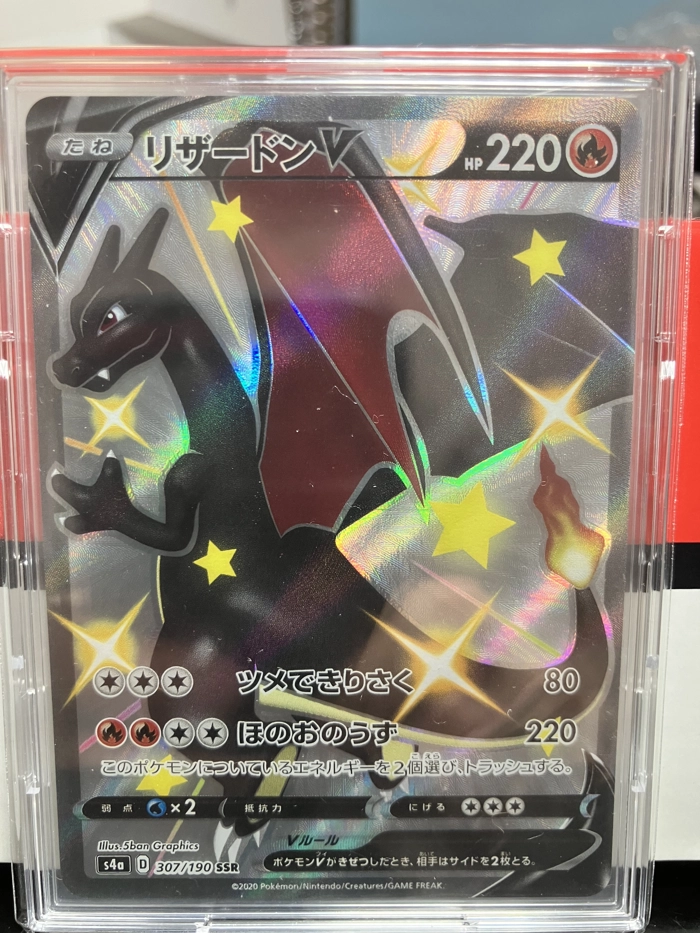 たね リザードンV HP 220
ツメできりさく 80
ほのおのうず 220
このポケモンについているエネルギーを2個選び、トラッシュする。
弱点 ×2 抵抗力 にげる
Vルール
ポケモンVがきぜつしたとき、相手はサイドを2枚とる。
Illus.5ban Graphics
s4a D 307/190 SSR
©2020 Pokémon/Nintendo/Creatures/GAME FREAK.